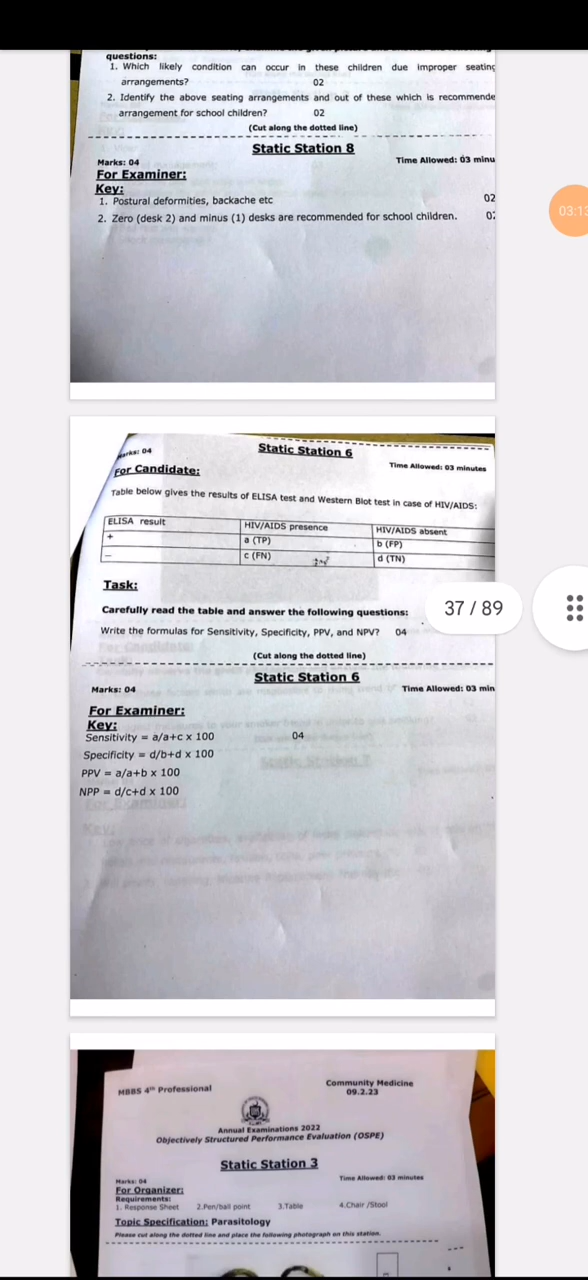 questions:
1. Which likely condition can occur in these children due improper seating
arrangements? 02
2. Identify the above seating arrangements and out of these which is recommende
arrangement for school children? 02
(Cut along the dotted line)
Static Station 8
Marks: 04 Time Allowed: 03 minu
For Examiner:
Key:
1. Postural deformities, backache etc 02
2. Zero (desk 2) and minus (1) desks are recommended for school children. 02
03:13
Static Station 6
Marks: 04 Time Allowed: 03 minutes
For Candidate:
Table below gives the results of ELISA test and Western Blot test in case of HIV/AIDS:
ELISA result HIV/AIDS presence HIV/AIDS absent
+ a (TP) b (FP)
− c (FN) d (TN)
Task:
Carefully read the table and answer the following questions:
37 / 89
Write the formulas for Sensitivity, Specificity, PPV, and NPV? 04
(Cut along the dotted line)
Static Station 6
Marks: 04 Time Allowed: 03 min
For Examiner:
Key:
Sensitivity = a/a+c x 100 04
Specificity = d/b+d x 100
PPV = a/a+b x 100
NPP = d/c+d x 100
MBBS 4th Professional Community Medicine
09.2.23
Annual Examinations 2022
Objectively Structured Performance Evaluation (OSPE)
Static Station 3
Marks: 04 Time Allowed: 03 minutes
For Organizer:
Requirements:
1. Response Sheet 2.Pen/ball point 3.Table 4.Chair /Stool
Topic Specification: Parasitology
Please cut along the dotted line and place the following photograph on this station.